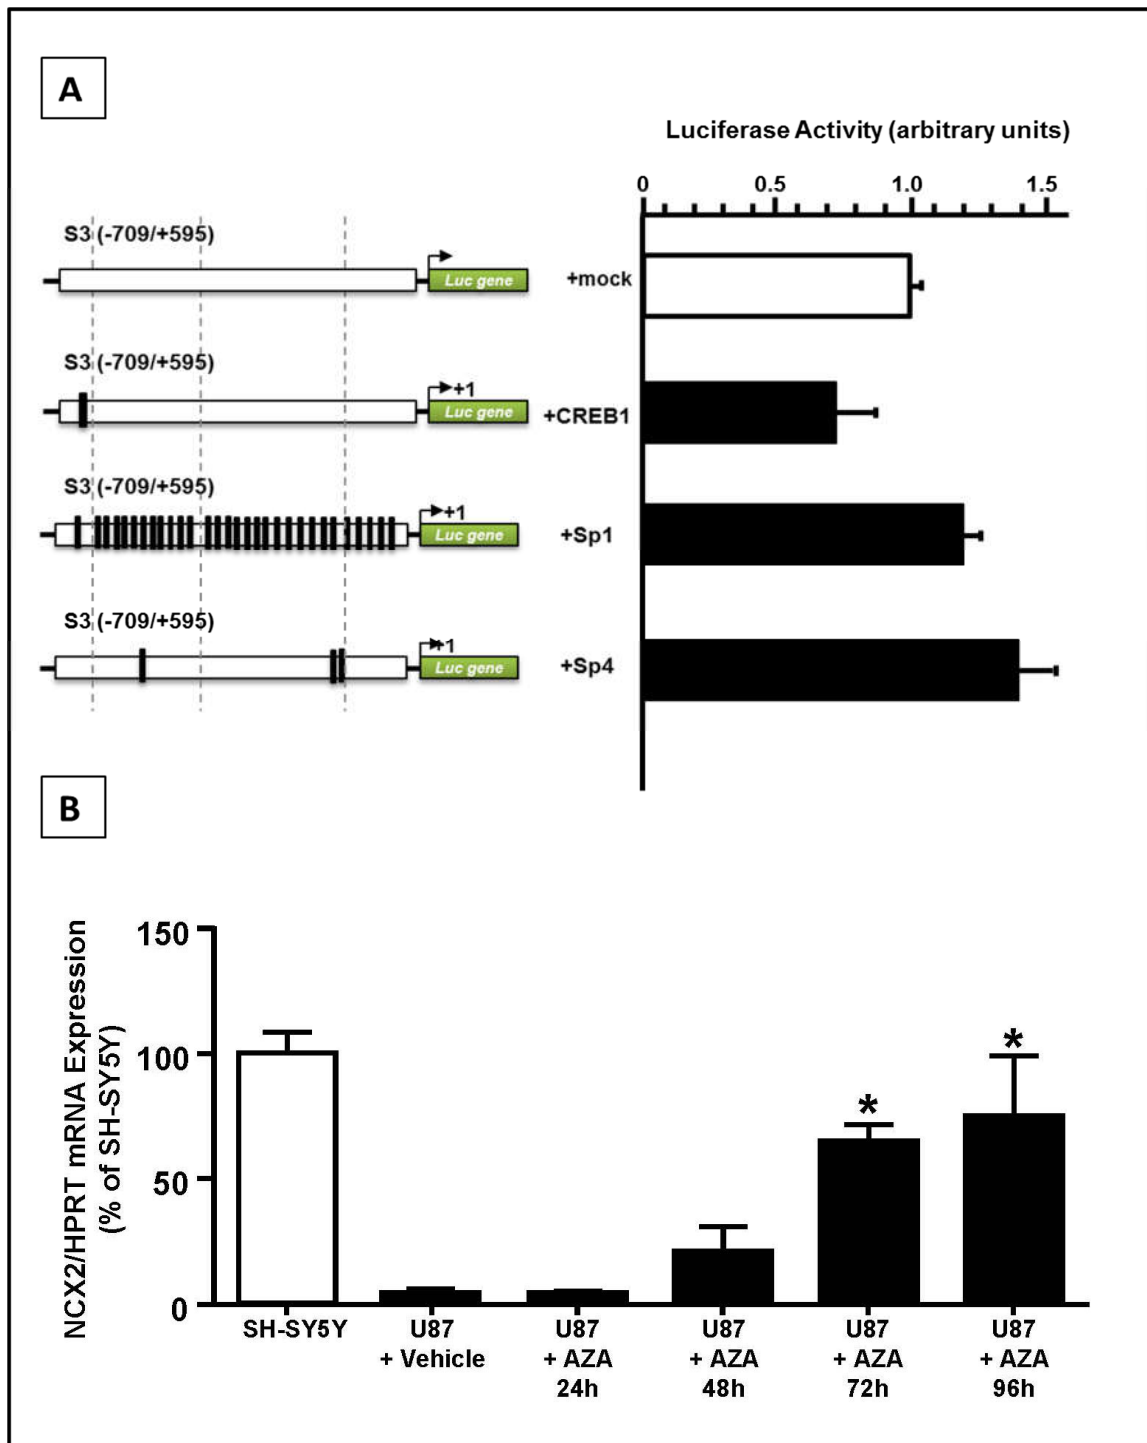 A
Luciferase Activity (arbitrary units)
0 0.5 1.0 1.5
S3 (-709/+595)
Luc gene
+mock
S3 (-709/+595)
+1
Luc gene
+CREB1
S3 (-709/+595)
+1
Luc gene
+Sp1
S3 (-709/+595)
+1
Luc gene
+Sp4
B
NCX2/HPRT mRNA Expression
(% of SH-SY5Y)
150
100
50
0
*
*
SH-SY5Y
U87
+ Vehicle
U87
+ AZA
24h
U87
+ AZA
48h
U87
+ AZA
72h
U87
+ AZA
96h